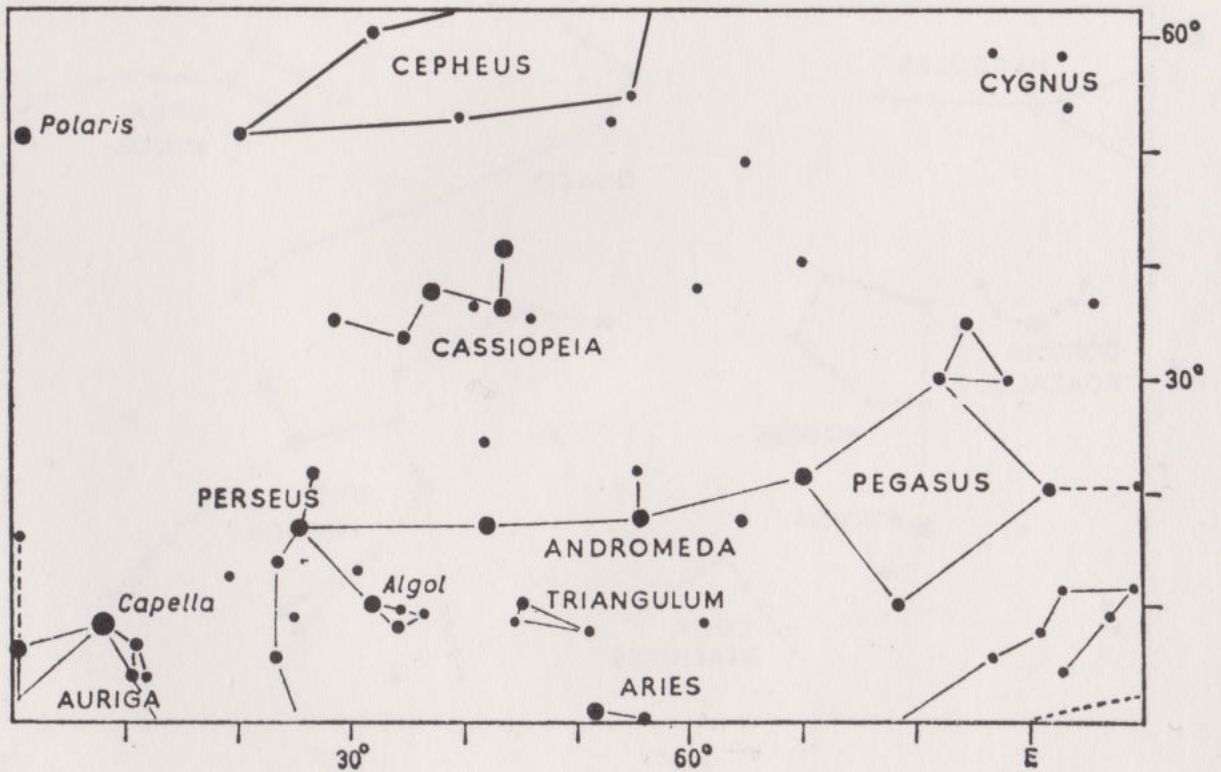 60°
CEPHEUS
CYGNUS
Polaris
CASSIOPEIA
30°
PERSEUS
PEGASUS
ANDROMEDA
Algol
TRIANGULUM
Capella
ARIES
AURIGA
30°
60°
E